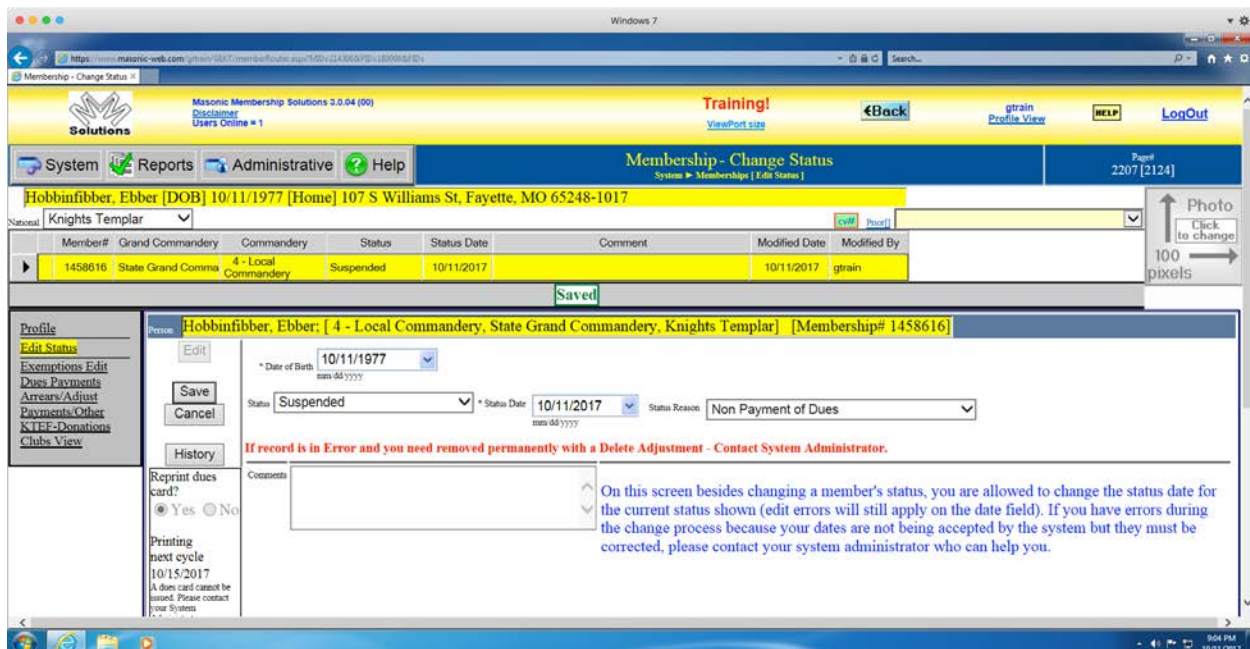 Windows 7
Membership - Change Status
Search...
Solutions
Masonic Membership Solutions 3.0.04 (00)
Disclaimer
Users Online = 1
Training!
ViewPort size
Back
gtrain
Profile View
HELP
LogOut
System Reports Administrative Help
Membership - Change Status
System ► Memberships [ Edit Status ]
Page#
2207 [2124]
Hobbinfibber, Ebber [DOB] 10/11/1977 [Home] 107 S Williams St, Fayette, MO 65248-1017
National Knights Templar
cv# Prior[]
Photo
Click to change
100 pixels
Member# Grand Commandery Commandery Status Status Date Comment Modified Date Modified By
1458616 State Grand Comma 4 - Local Commandery Suspended 10/11/2017 10/11/2017 gtrain
Saved
Profile
Edit Status
Exemptions Edit
Dues Payments
Arrears/Adjust
Payments/Other
KTEF-Donations
Clubs View
Person Hobbinfibber, Ebber; [ 4 - Local Commandery, State Grand Commandery, Knights Templar] [Membership# 1458616]
Edit
Save
Cancel
History
* Date of Birth 10/11/1977
mm/dd/yyyy
Status Suspended * Status Date 10/11/2017 Status Reason Non Payment of Dues
mm/dd/yyyy
If record is in Error and you need removed permanently with a Delete Adjustment - Contact System Administrator.
Reprint dues
card?
Yes No
Printing
next cycle
10/15/2017
A dues card cannot be
issued. Please contact
your System
Comments
On this screen besides changing a member's status, you are allowed to change the status date for
the current status shown (edit errors will still apply on the date field). If you have errors during
the change process because your dates are not being accepted by the system but they must be
corrected, please contact your system administrator who can help you.
9:04 PM
10/11/2017